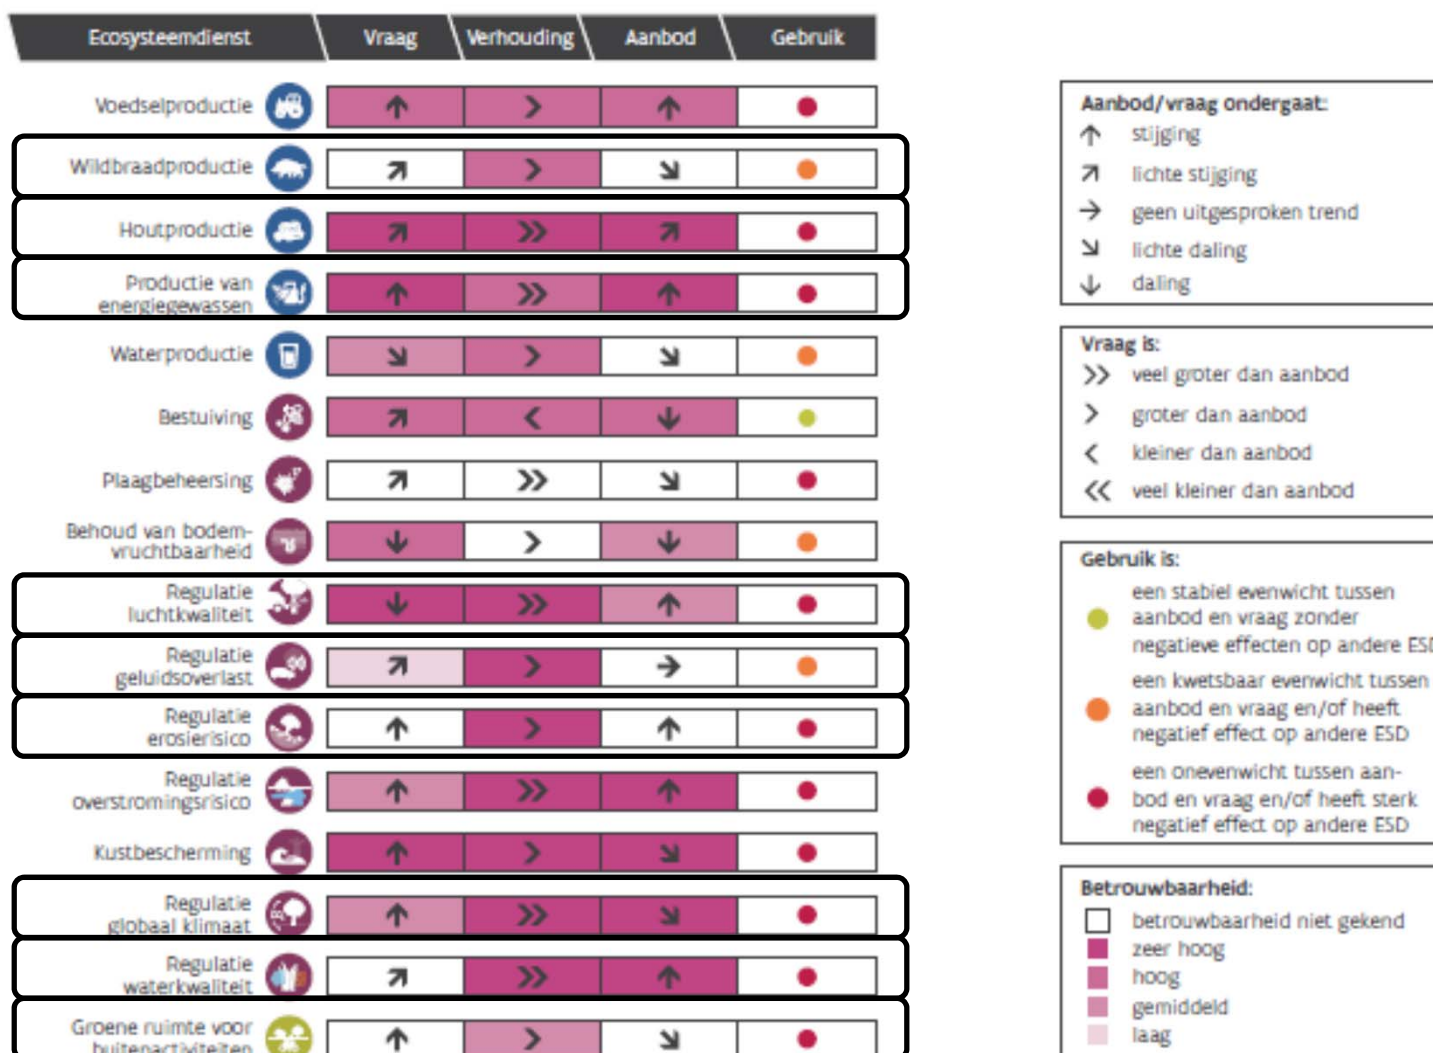 Ecosysteemdienst Vraag Verhouding Aanbod Gebruik
Voedselproductie ↑ > ↑
Wildbraadproductie ↗ > ↘
Houtproductie ↗ >> ↗
Productie van
energiegewassen ↑ >> ↑
Waterproductie ↘ > ↘
Bestuiving ↗ < ↓
Plaagbeheersing ↗ >> ↘
Behoud van bodem-
vruchtbaarheid ↓ > ↓
Regulatie
luchtkwaliteit ↓ >> ↑
Regulatie
geluidsoverlast ↗ > →
Regulatie
erosierisico ↑ > ↑
Regulatie
overstromingsrisico ↑ >> ↑
Kustbescherming ↑ > ↘
Regulatie
globaal klimaat ↑ >> ↘
Regulatie
waterkwaliteit ↗ >> ↑
Groene ruimte voor
buitenactiviteiten ↑ > ↘
Aanbod/vraag ondergaat:
↑ stijging
↗ lichte stijging
→ geen uitgesproken trend
↘ lichte daling
↓ daling
Vraag is:
>> veel groter dan aanbod
> groter dan aanbod
< kleiner dan aanbod
<< veel kleiner dan aanbod
Gebruik is:
een stabiel evenwicht tussen
aanbod en vraag zonder
negatieve effecten op andere ESD
een kwetsbaar evenwicht tussen
aanbod en vraag en/of heeft
negatief effect op andere ESD
een onevenwicht tussen aan-
bod en vraag en/of heeft sterk
negatief effect op andere ESD
Betrouwbaarheid:
betrouwbaarheid niet gekend
zeer hoog
hoog
gemiddeld
laag